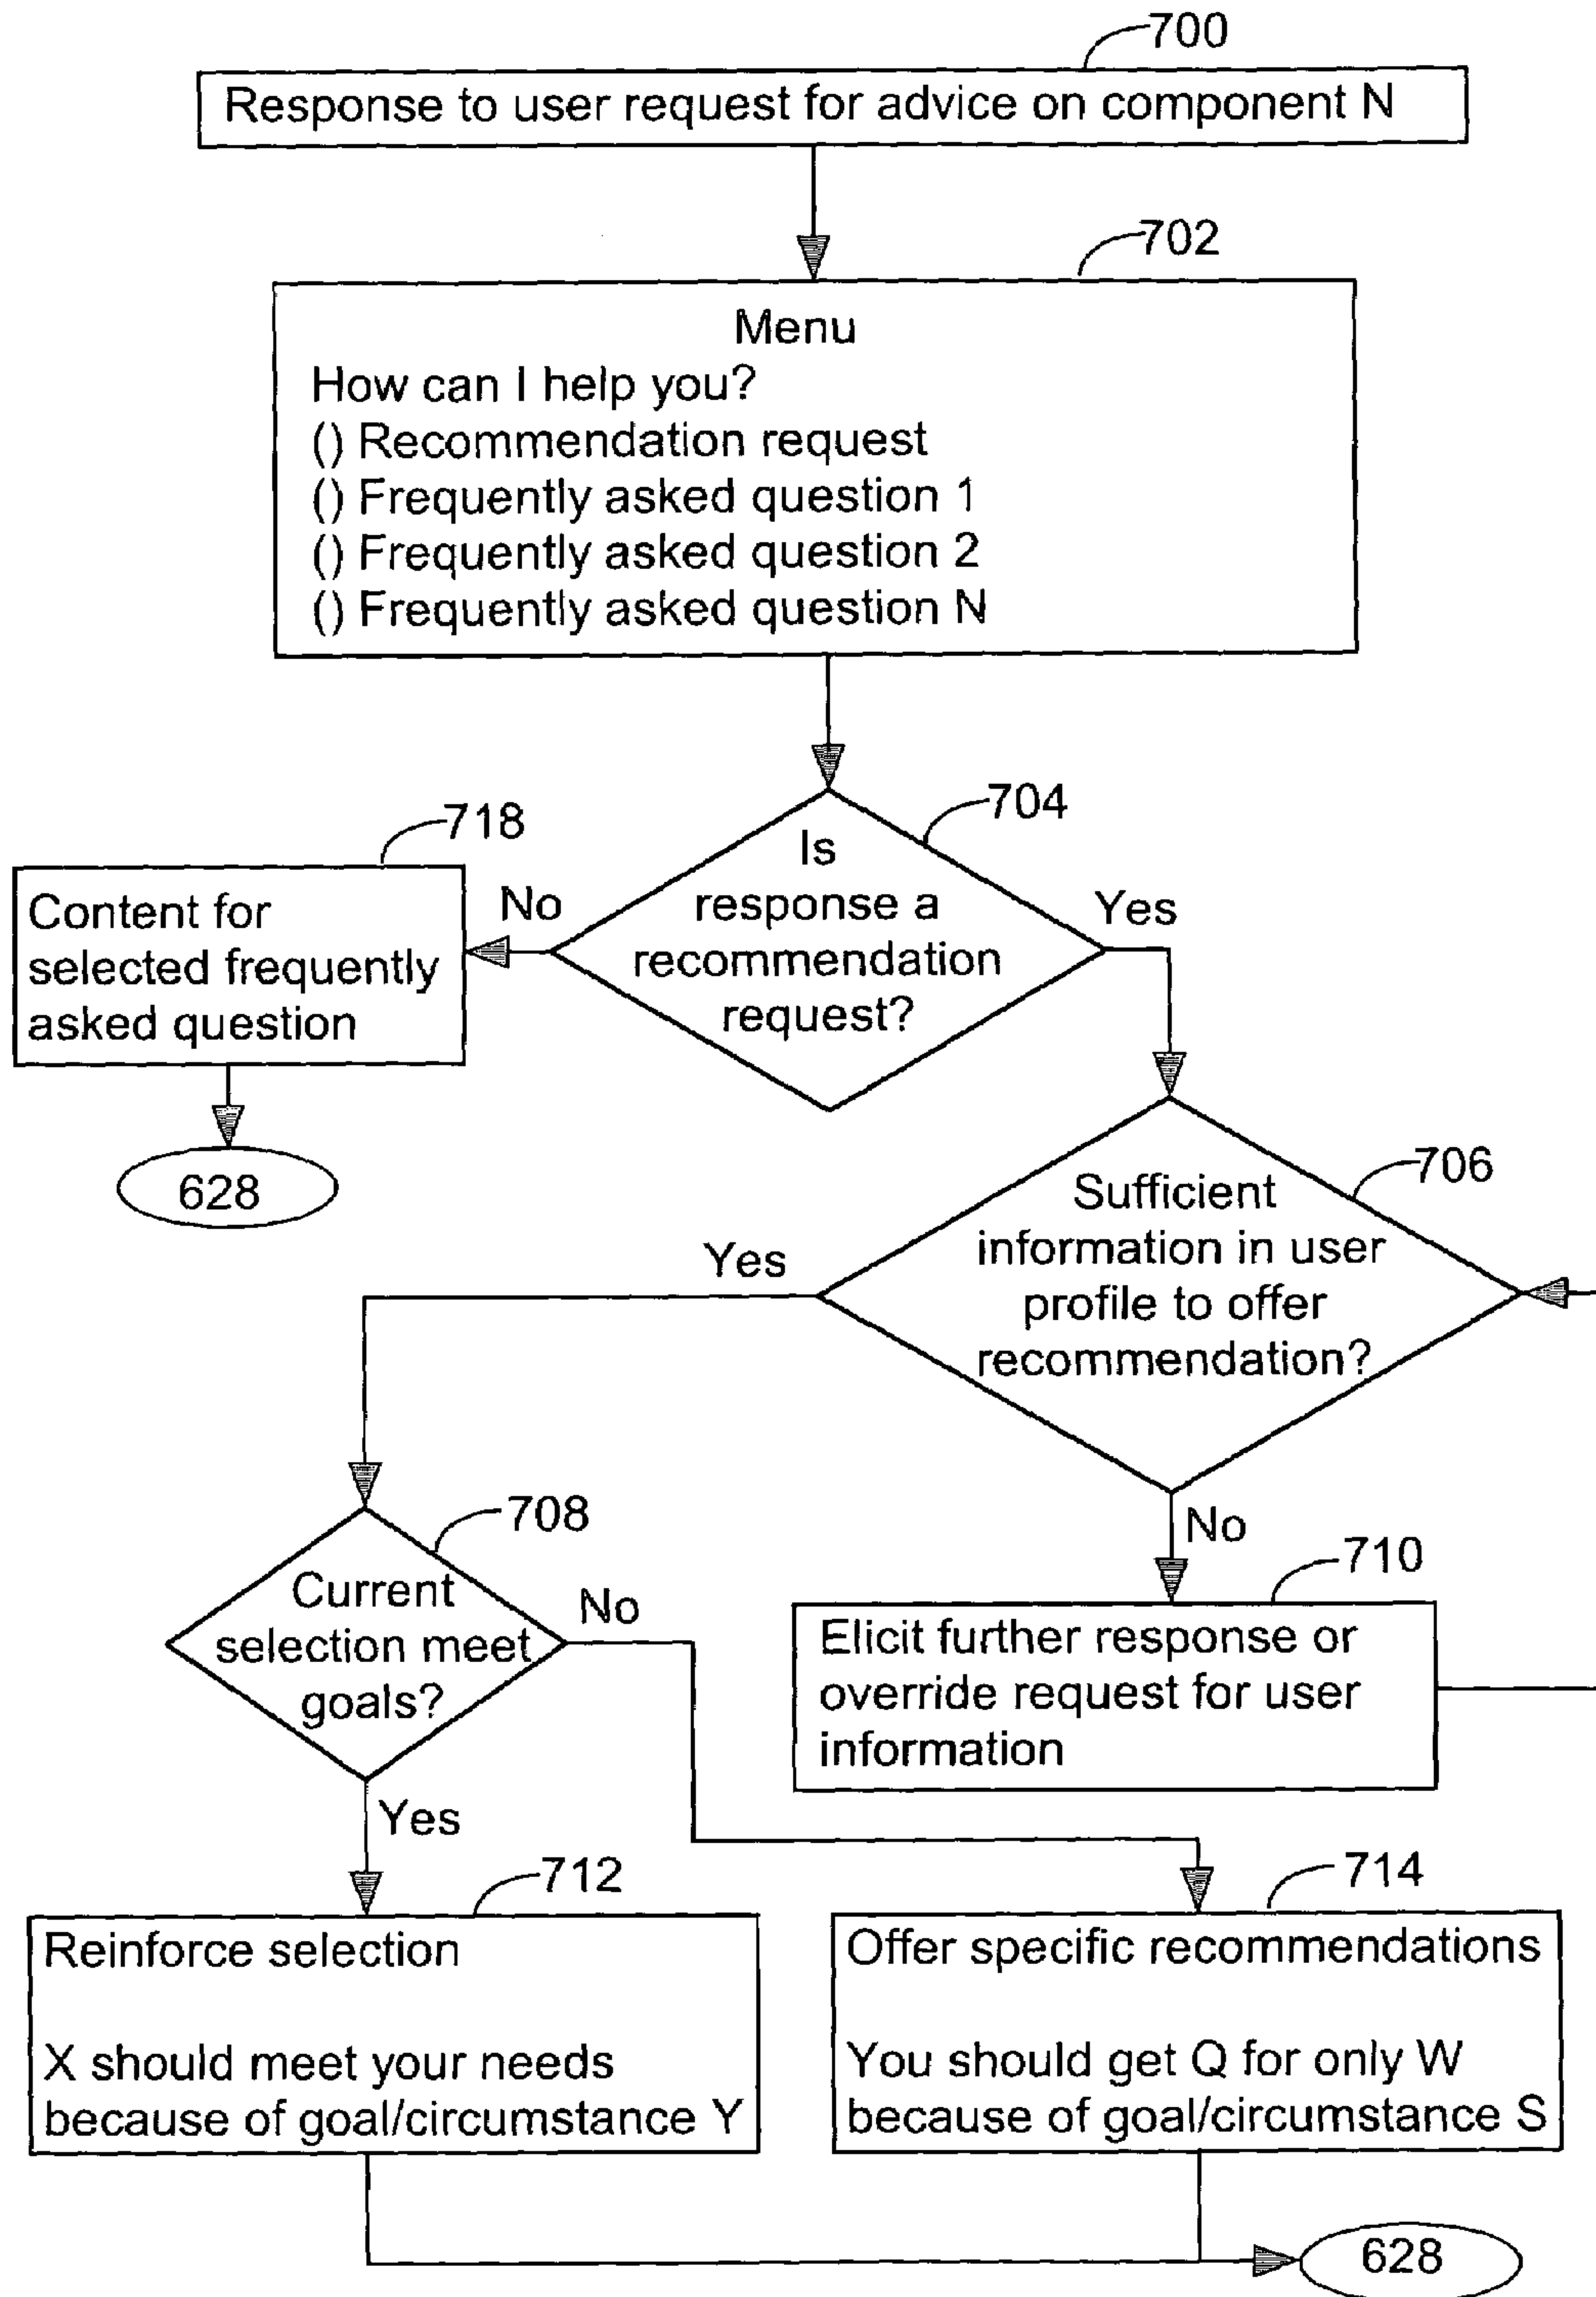 700
Response to user request for advice on component N
702
Menu
How can I help you?
() Recommendation request
() Frequently asked question 1
() Frequently asked question 2
() Frequently asked question N
704
Is
response a
recommendation
request?
No
Yes
718
Content for
selected frequently
asked question
628
706
Sufficient
information in user
profile to offer
recommendation?
Yes
No
708
Current
selection meet
goals?
No
Yes
710
Elicit further response or
override request for user
information
712
Reinforce selection
X should meet your needs
because of goal/circumstance Y
714
Offer specific recommendations
You should get Q for only W
because of goal/circumstance S
628